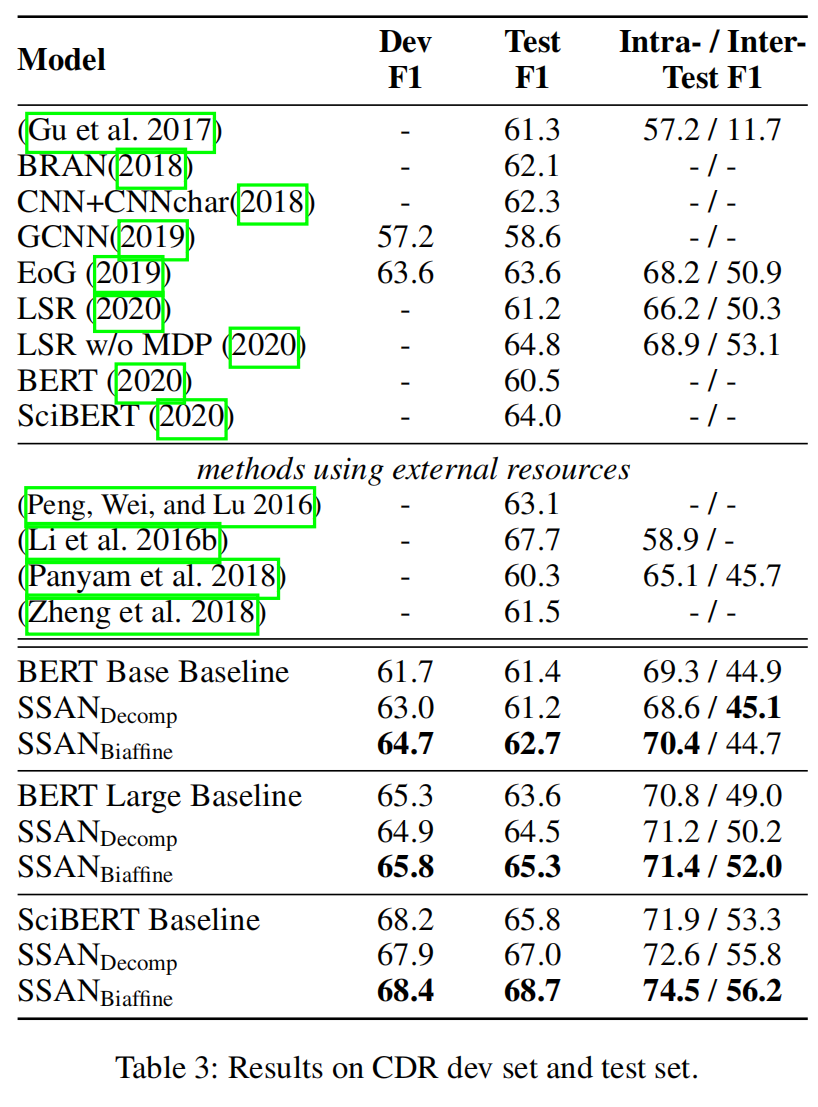 Model Dev F1 Test F1 Intra- / Inter- Test F1
(Gu et al. 2017) - 61.3 57.2 / 11.7
BRAN(2018) - 62.1 - / -
CNN+CNNchar(2018) - 62.3 - / -
GCNN(2019) 57.2 58.6 - / -
EoG (2019) 63.6 63.6 68.2 / 50.9
LSR (2020) - 61.2 66.2 / 50.3
LSR w/o MDP (2020) - 64.8 68.9 / 53.1
BERT (2020) - 60.5 - / -
SciBERT (2020) - 64.0 - / -
methods using external resources
(Peng, Wei, and Lu 2016) - 63.1 - / -
(Li et al. 2016b) - 67.7 58.9 / -
(Panyam et al. 2018) - 60.3 65.1 / 45.7
(Zheng et al. 2018) - 61.5 - / -
BERT Base Baseline 61.7 61.4 69.3 / 44.9
SSAN Decomp 63.0 61.2 68.6 / 45.1
SSAN Biaffine 64.7 62.7 70.4 / 44.7
BERT Large Baseline 65.3 63.6 70.8 / 49.0
SSAN Decomp 64.9 64.5 71.2 / 50.2
SSAN Biaffine 65.8 65.3 71.4 / 52.0
SciBERT Baseline 68.2 65.8 71.9 / 53.3
SSAN Decomp 67.9 67.0 72.6 / 55.8
SSAN Biaffine 68.4 68.7 74.5 / 56.2
Table 3: Results on CDR dev set and test set.